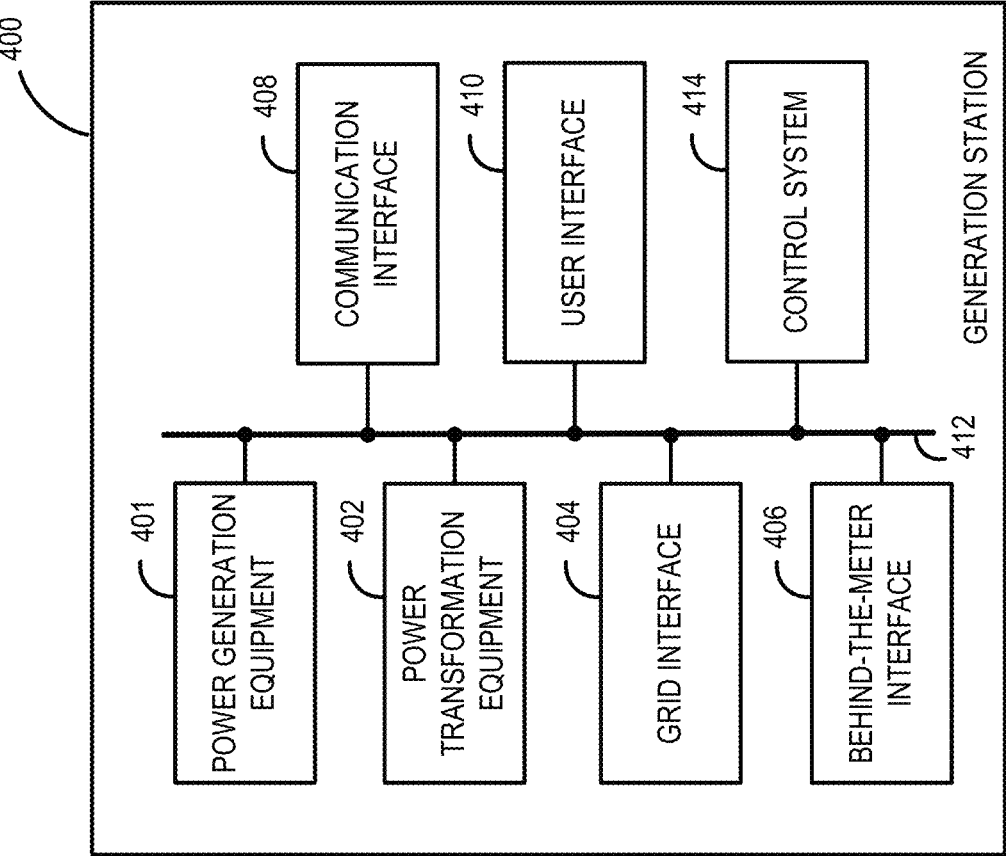 400
401
POWER GENERATION
EQUIPMENT
402
POWER
TRANSFORMATION
EQUIPMENT
404
GRID INTERFACE
406
BEHIND-THE-METER
INTERFACE
408
COMMUNICATION
INTERFACE
410
USER INTERFACE
414
CONTROL SYSTEM
412
GENERATION STATION